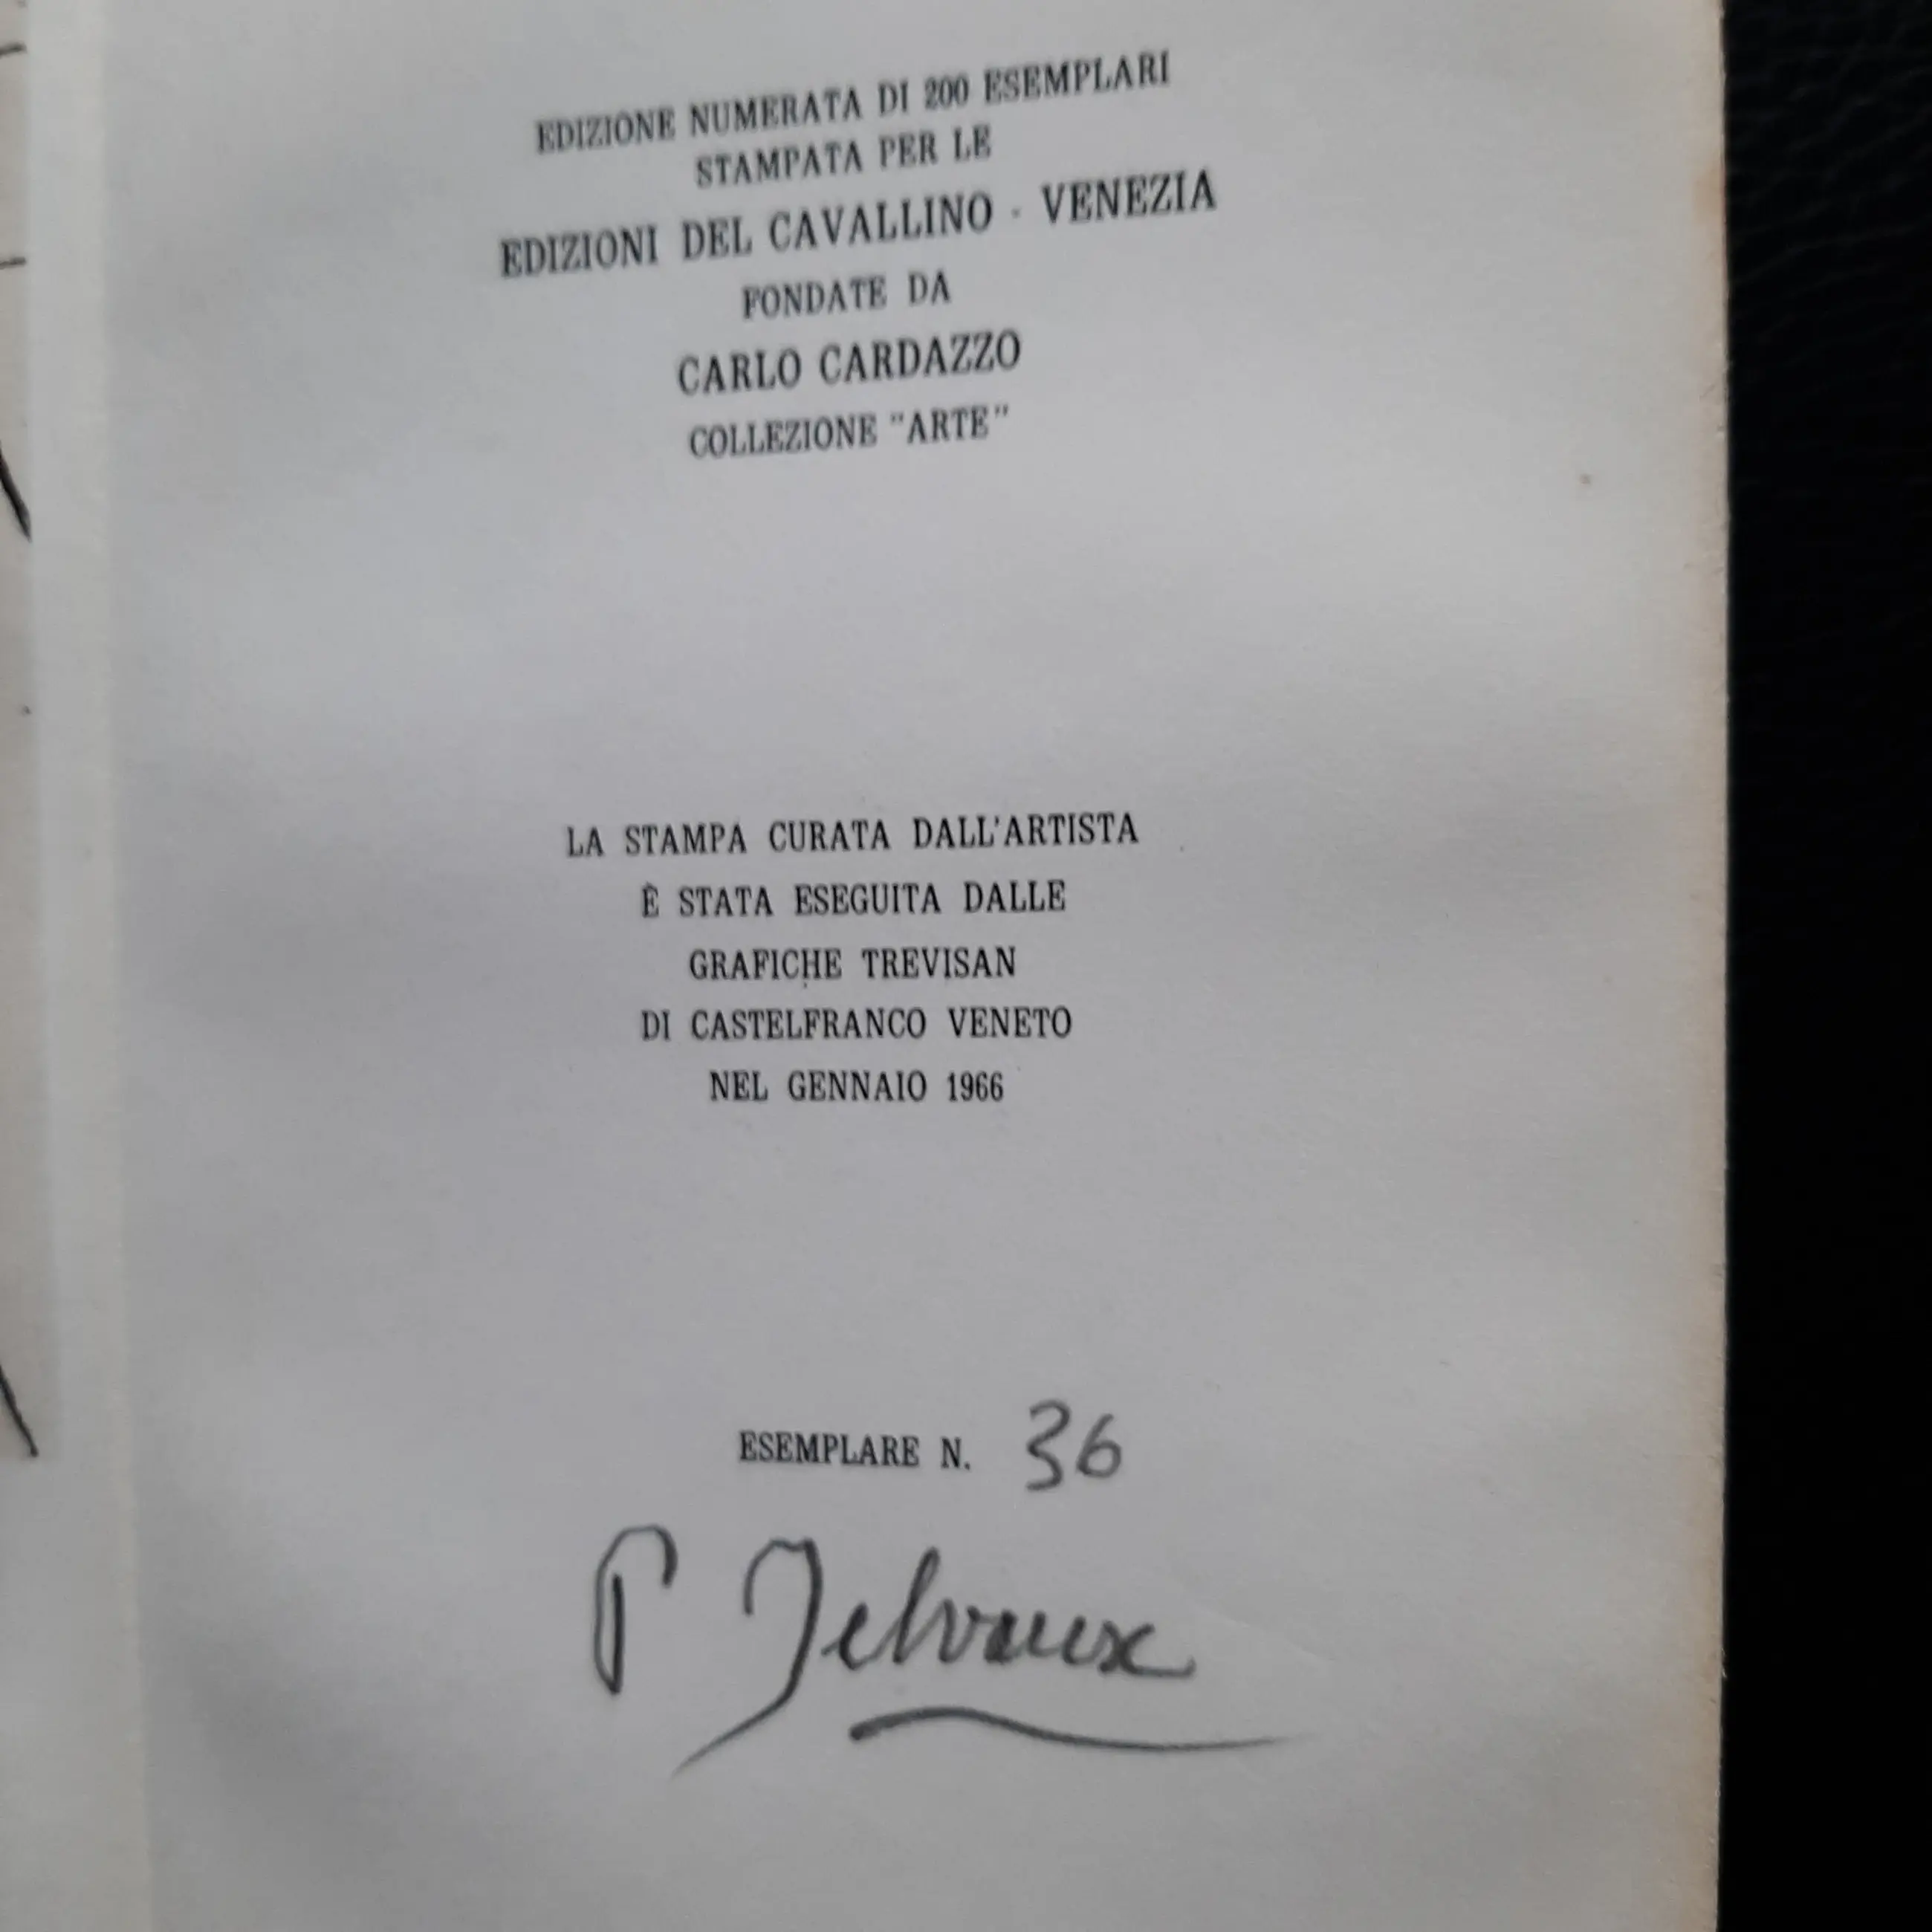 EDIZIONE NUMERATA DI 200 ESEMPLARI
STAMPATA PER LE
EDIZIONI DEL CAVALLINO - VENEZIA
FONDATE DA
CARLO CARDAZZO
COLLEZIONE "ARTE"
LA STAMPA CURATA DALL'ARTISTA
È STATA ESEGUITA DALLE
GRAFICHE TREVISAN
DI CASTELFRANCO VENETO
NEL GENNAIO 1966
ESEMPLARE N. 36
P Delvaux